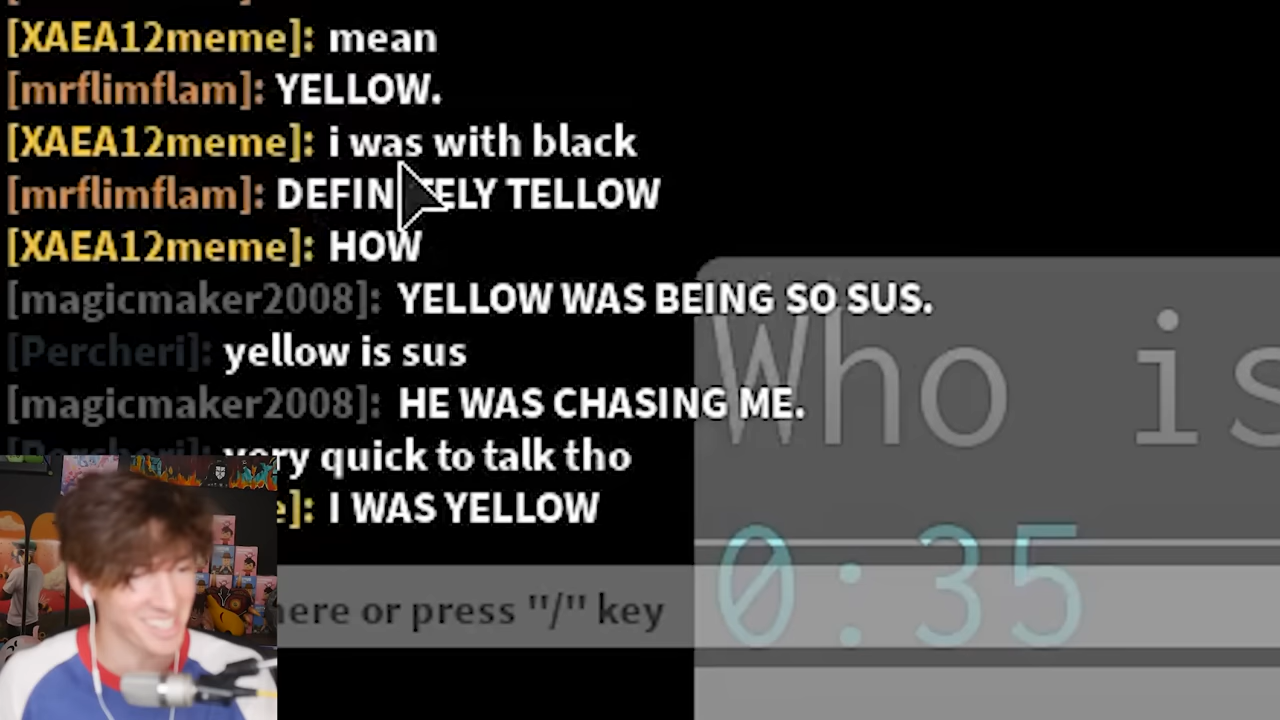 [XAEA12meme]: mean
[mrflimflam]: YELLOW.
[XAEA12meme]: i was with black
[mrflimflam]: DEFINITELY TELLOW
[XAEA12meme]: HOW
[magicmaker2008]: YELLOW WAS BEING SO SUS.
[Percheri]: yellow is sus
[magicmaker2008]: HE WAS CHASING ME.
[Percheri]: very quick to talk tho
e]: I WAS YELLOW
Who is
0:35
here or press "/" key